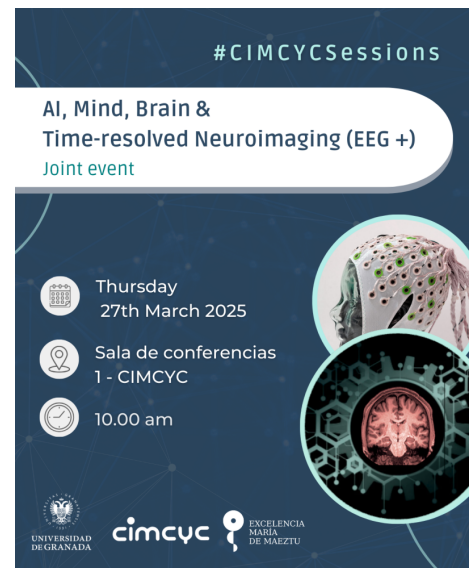 #CIMCYCSessions
AI, Mind, Brain &
Time-resolved Neuroimaging (EEG +)
Joint event
Thursday
27th March 2025
Sala de conferencias
1 - CIMCYC
10.00 am
UNIVERSIDAD
DE GRANADA
cimcyc
EXCELENCIA
MARÍA
DE MAEZTU